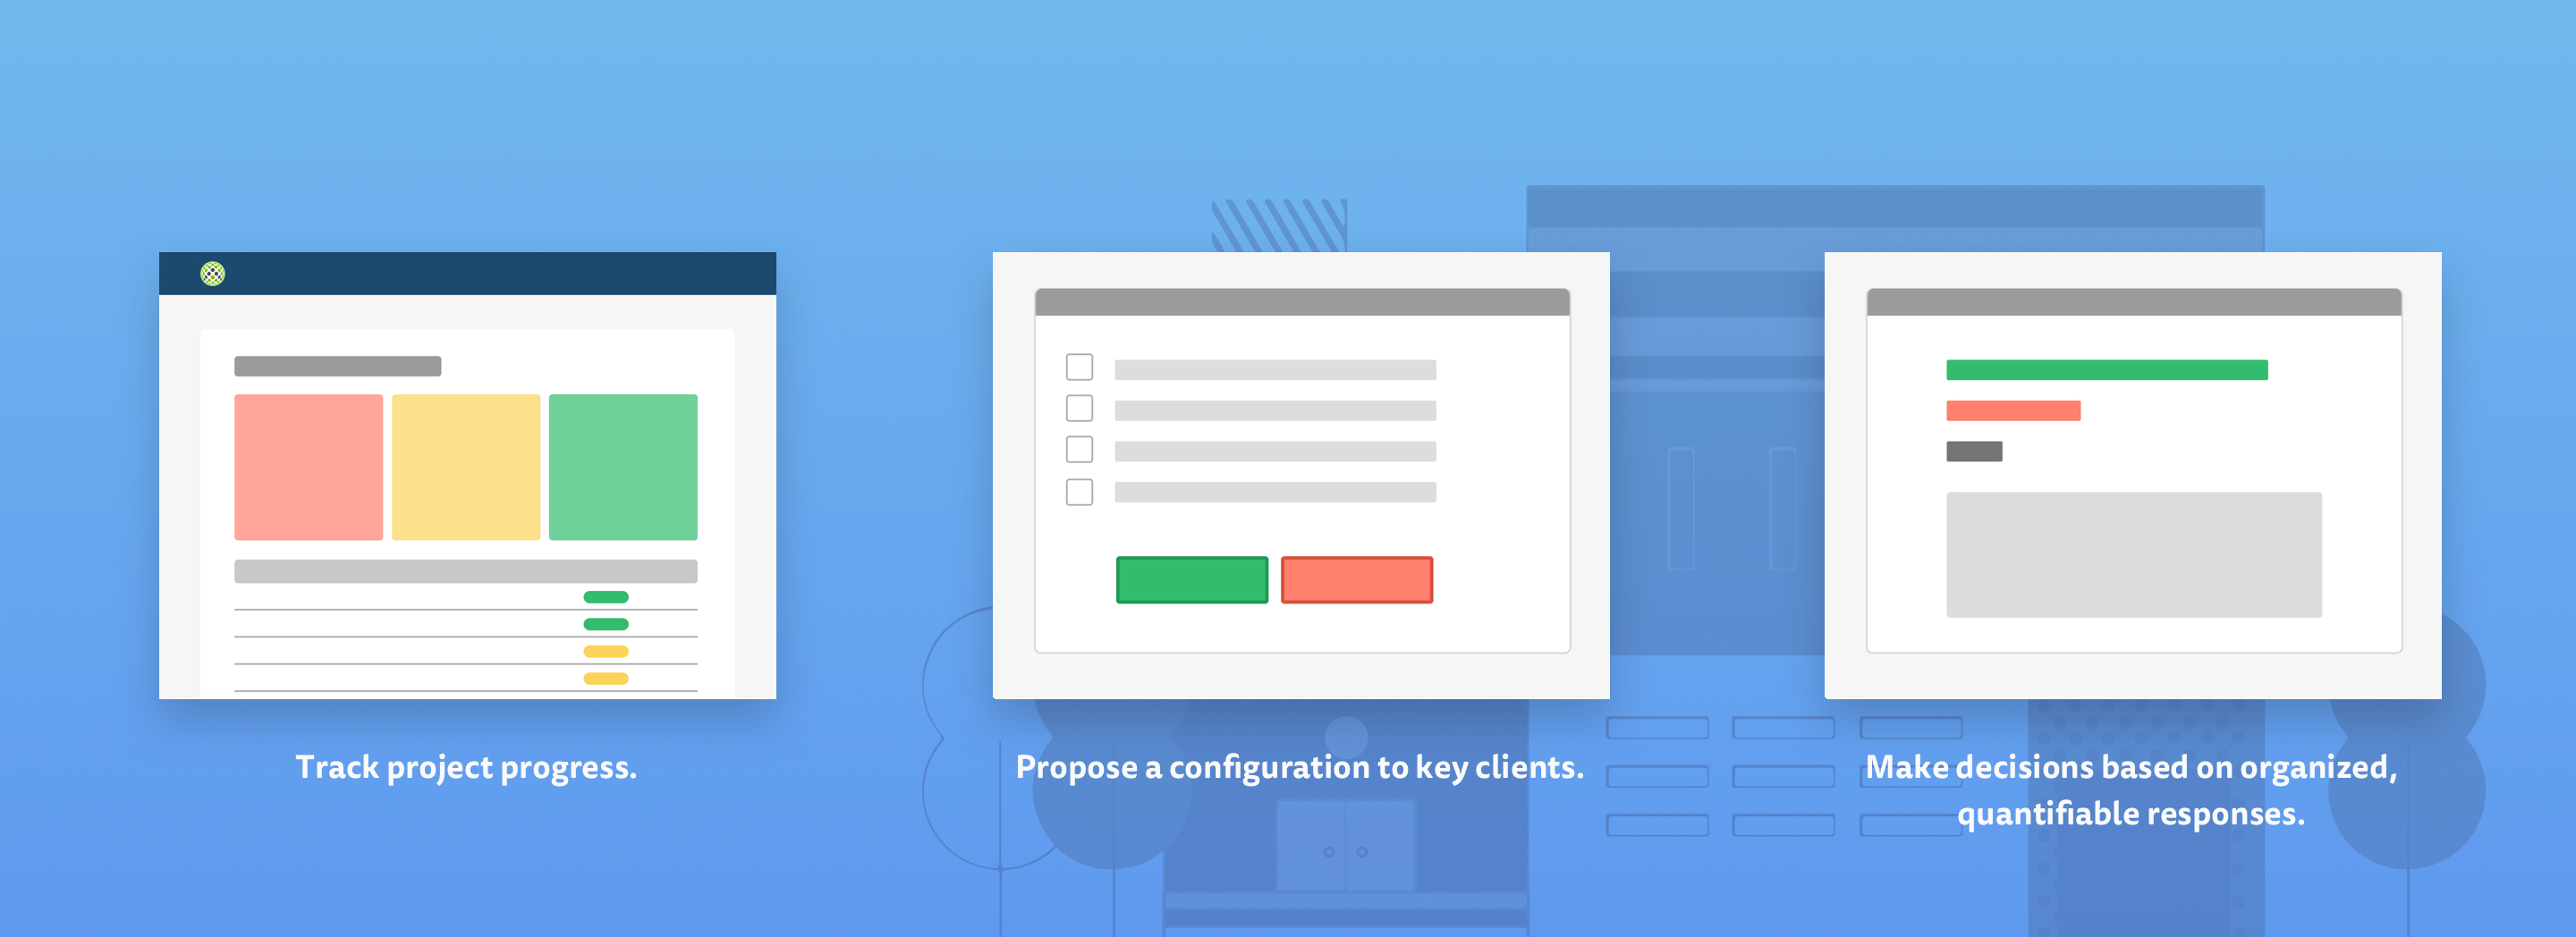 Track project progress.
Propose a configuration to key clients.
Make decisions based on organized,
quantifiable responses.